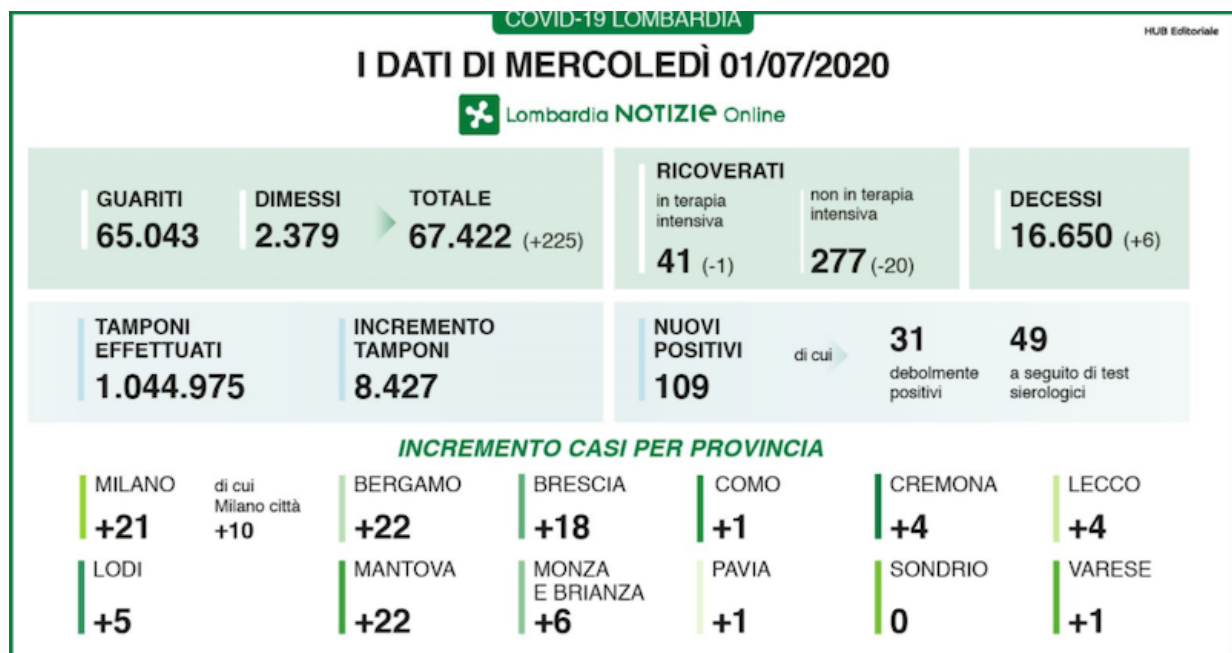 COVID-19 LOMBARDIA
HUB Editoriale
I DATI DI MERCOLEDÌ 01/07/2020
Lombardia NOTIZIE Online
GUARITI
65.043
DIMESSI
2.379
TOTALE
67.422 (+225)
RICOVERATI
in terapia
intensiva
41 (-1)
non in terapia
intensiva
277 (-20)
DECESSI
16.650 (+6)
TAMPONI
EFFETTUATI
1.044.975
INCREMENTO
TAMPONI
8.427
NUOVI
POSITIVI
109
di cui
31
debolmente
positivi
49
a seguito di test
sierologici
INCREMENTO CASI PER PROVINCIA
MILANO
+21
di cui
Milano città
+10
BERGAMO
+22
BRESCIA
+18
COMO
+1
CREMONA
+4
LECCO
+4
LODI
+5
MANTOVA
+22
MONZA
E BRIANZA
+6
PAVIA
+1
SONDRIO
0
VARESE
+1